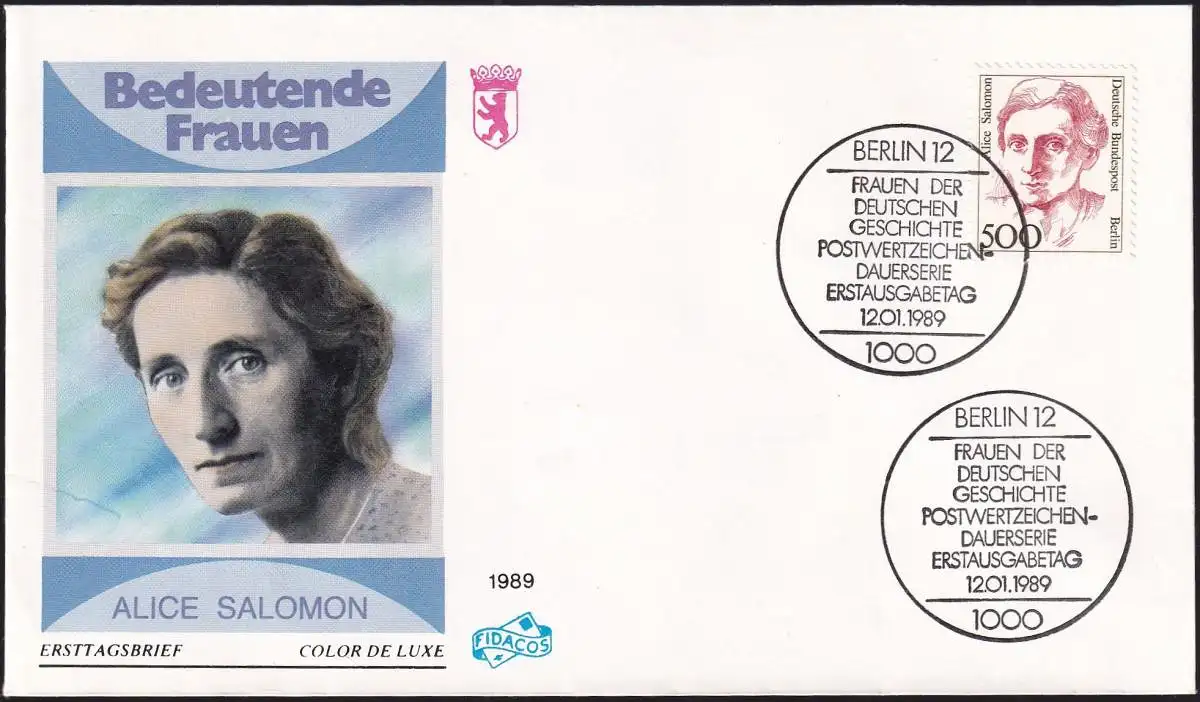 Bedeutende
Frauen
ALICE SALOMON
ERSTTAGSBRIEF COLOR DE LUXE
1989
FIDACOS
Alice Salomon
Deutsche Bundespost Berlin
500
BERLIN 12
FRAUEN DER
DEUTSCHEN
GESCHICHTE
POSTWERTZEICHEN-
DAUERSERIE
ERSTAUSGABETAG
12.01.1989
1000
BERLIN 12
FRAUEN DER
DEUTSCHEN
GESCHICHTE
POSTWERTZEICHEN-
DAUERSERIE
ERSTAUSGABETAG
12.01.1989
1000